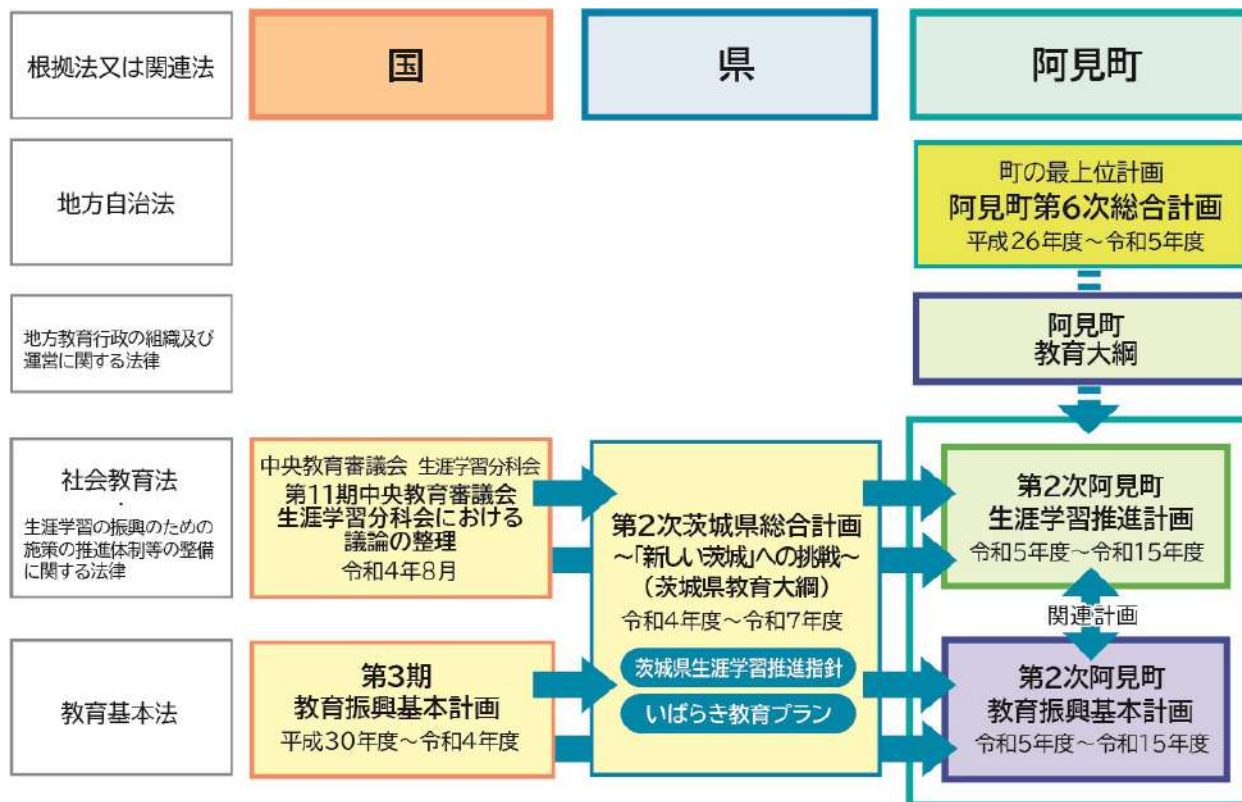 根拠法又は関連法
国
県
阿見町
地方自治法
町の最上位計画
阿見町第6次総合計画
平成26年度~令和5年度
地方教育行政の組織及び
運営に関する法律
阿見町
教育大綱
社会教育法
・
生涯学習の振興のための
施策の推進体制等の整備
に関する法律
中央教育審議会 生涯学習分科会
第11期中央教育審議会
生涯学習分科会における
議論の整理
令和4年8月
第2次茨城県総合計画
~「新しい茨城」への挑戦~
(茨城県教育大綱)
令和4年度~令和7年度
茨城県生涯学習推進指針
いばらき教育プラン
第2次阿見町
生涯学習推進計画
令和5年度~令和15年度
関連計画
教育基本法
第3期
教育振興基本計画
平成30年度~令和4年度
第2次阿見町
教育振興基本計画
令和5年度~令和15年度